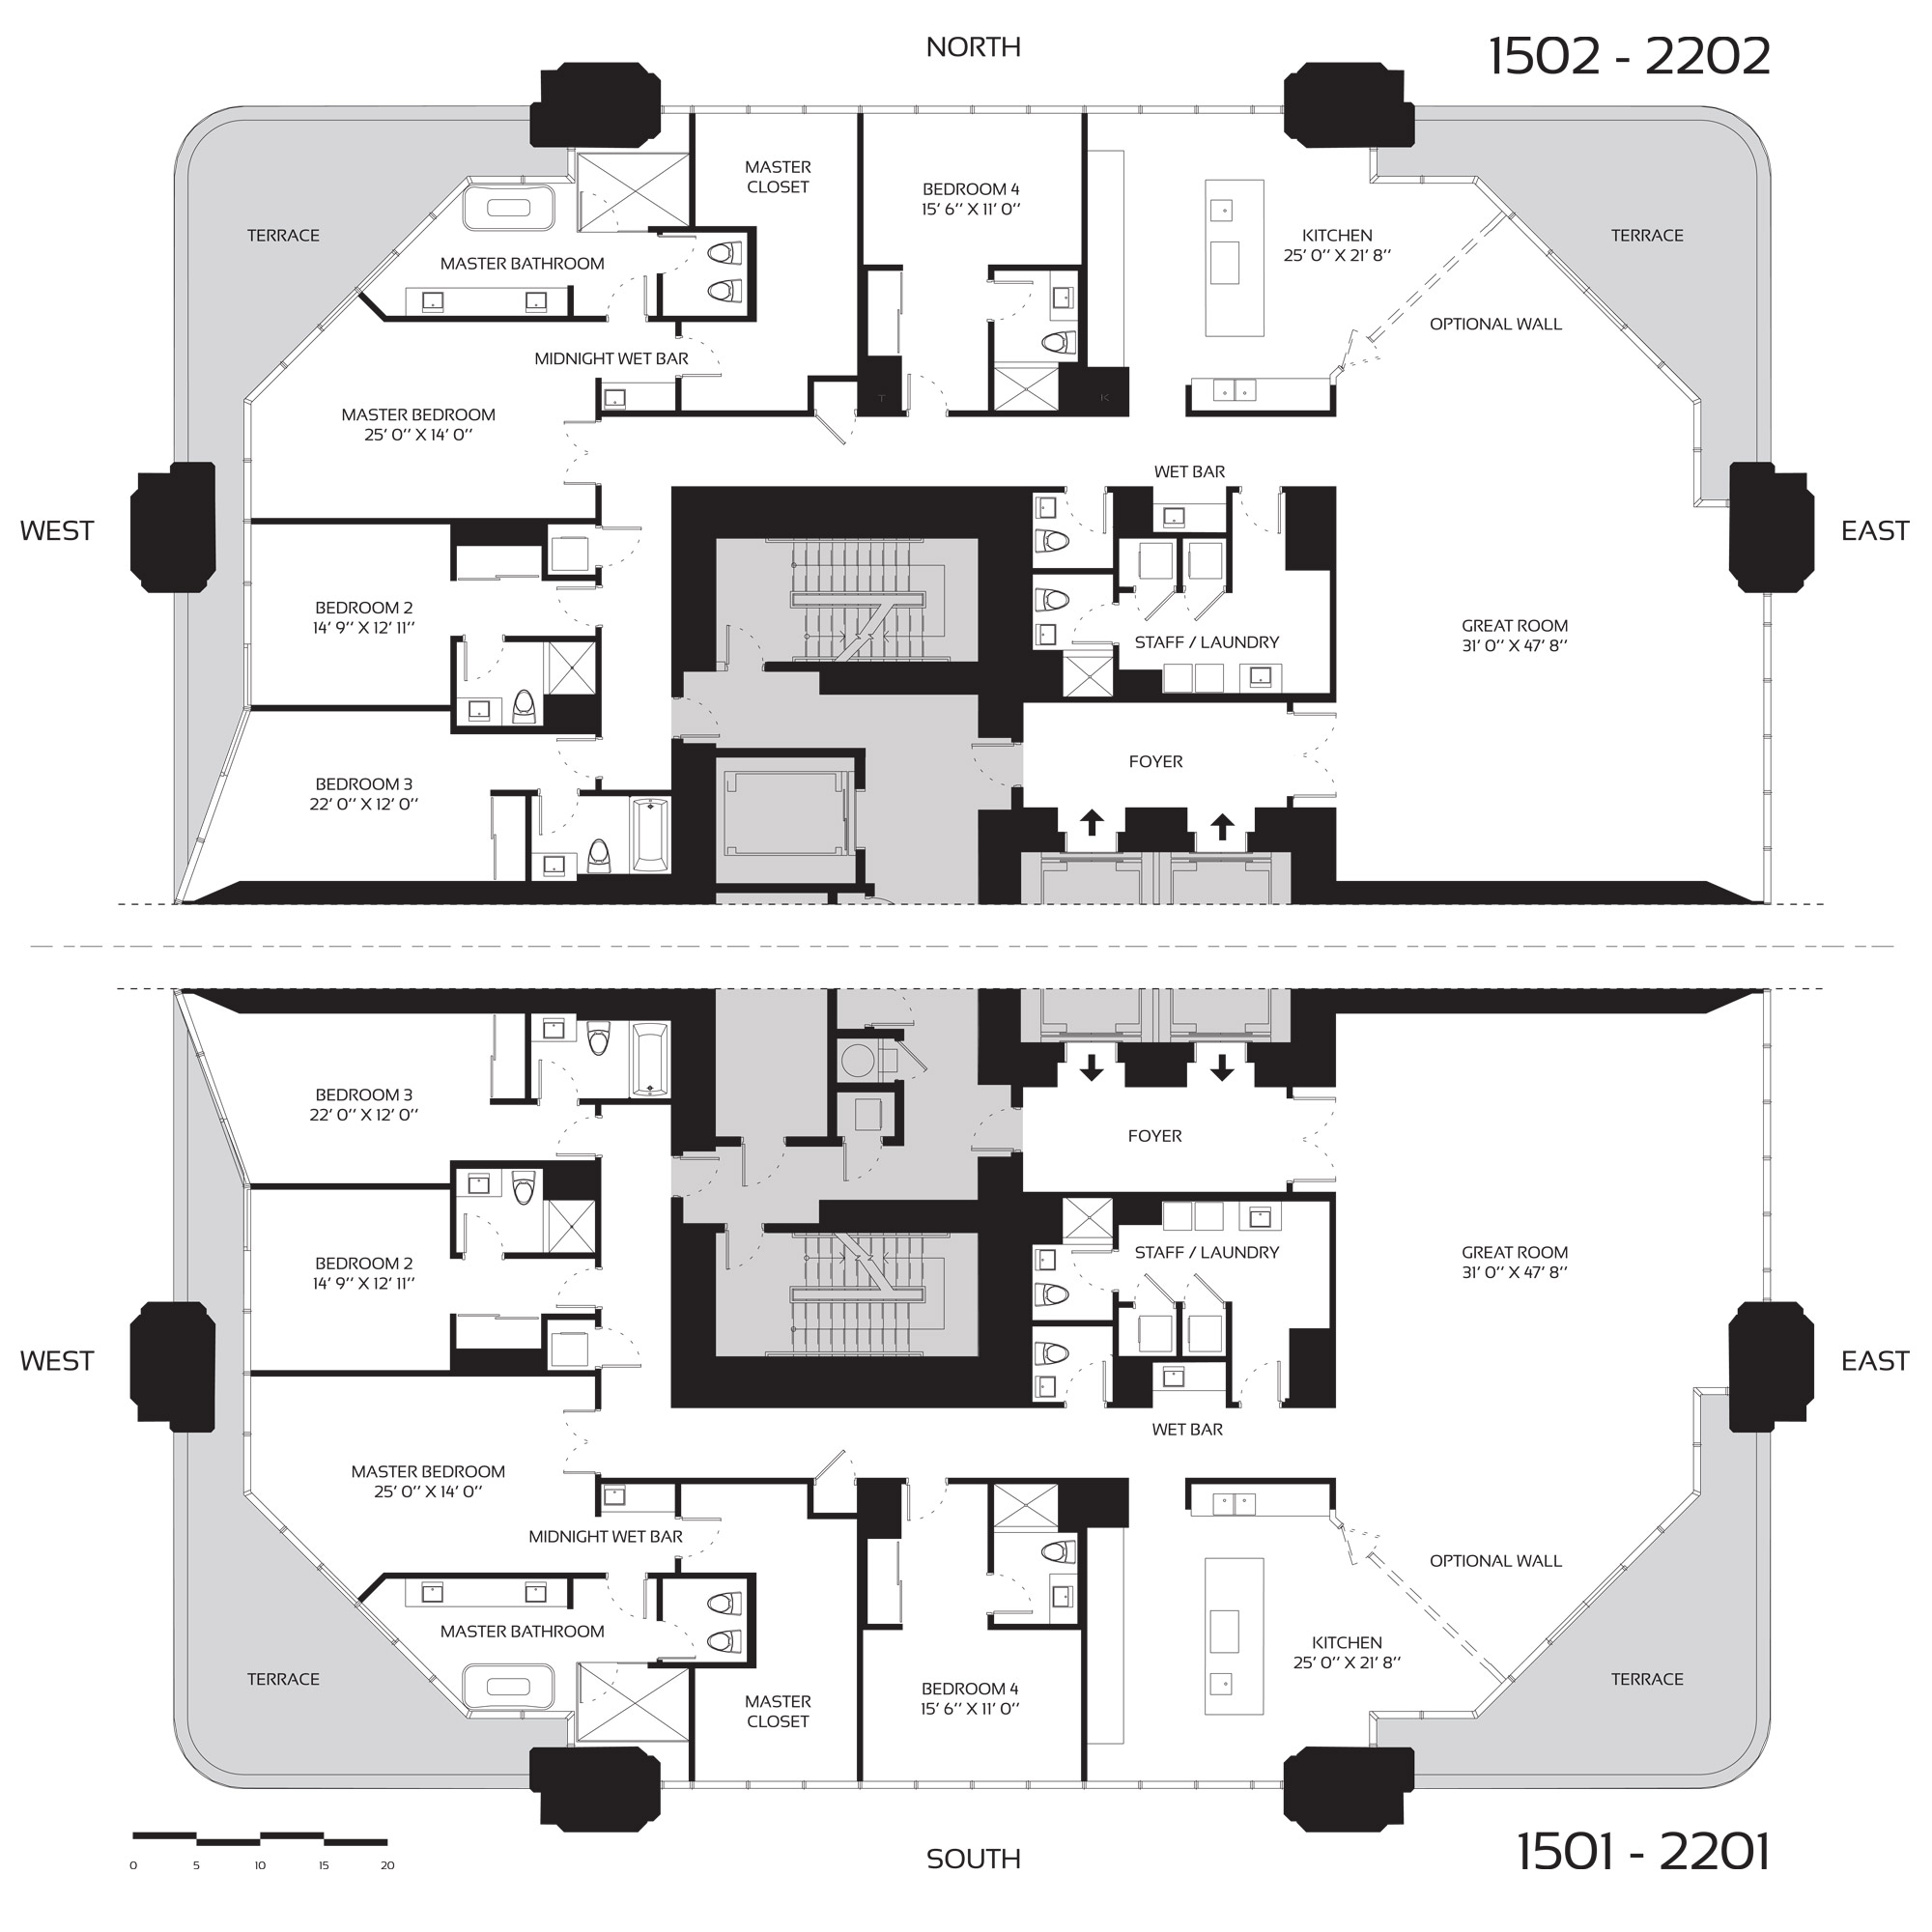 NORTH
1502 - 2202
MASTER
CLOSET
BEDROOM 4
15' 6'' X 11' 0''
TERRACE
KITCHEN
25' 0'' X 21' 8''
TERRACE
MASTER BATHROOM
OPTIONAL WALL
MIDNIGHT WET BAR
T
K
MASTER BEDROOM
25' 0'' X 14' 0''
WET BAR
WEST
EAST
BEDROOM 2
14' 9'' X 12' 11''
STAFF / LAUNDRY
GREAT ROOM
31' 0'' X 47' 8''
FOYER
BEDROOM 3
22' 0'' X 12' 0''
BEDROOM 3
22' 0'' X 12' 0''
FOYER
BEDROOM 2
14' 9'' X 12' 11''
STAFF / LAUNDRY
GREAT ROOM
31' 0'' X 47' 8''
WEST
EAST
WET BAR
MASTER BEDROOM
25' 0'' X 14' 0''
MIDNIGHT WET BAR
OPTIONAL WALL
MASTER BATHROOM
KITCHEN
25' 0'' X 21' 8''
TERRACE
TERRACE
BEDROOM 4
15' 6'' X 11' 0''
MASTER
CLOSET
0 5 10 15 20
SOUTH
1501 - 2201